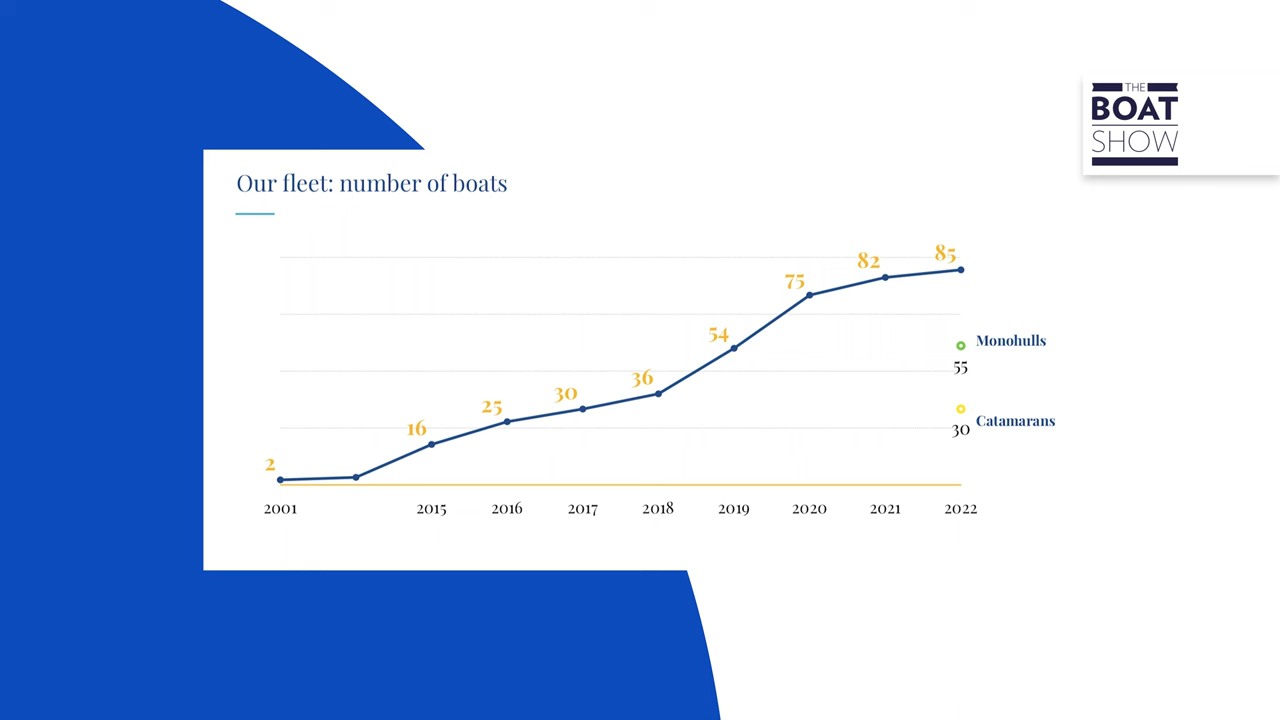 THE
BOAT
SHOW
Our fleet: number of boats
2
16
25
30
36
54
75
82
85
Monohulls
55
Catamarans
30
2001 2015 2016 2017 2018 2019 2020 2021 2022